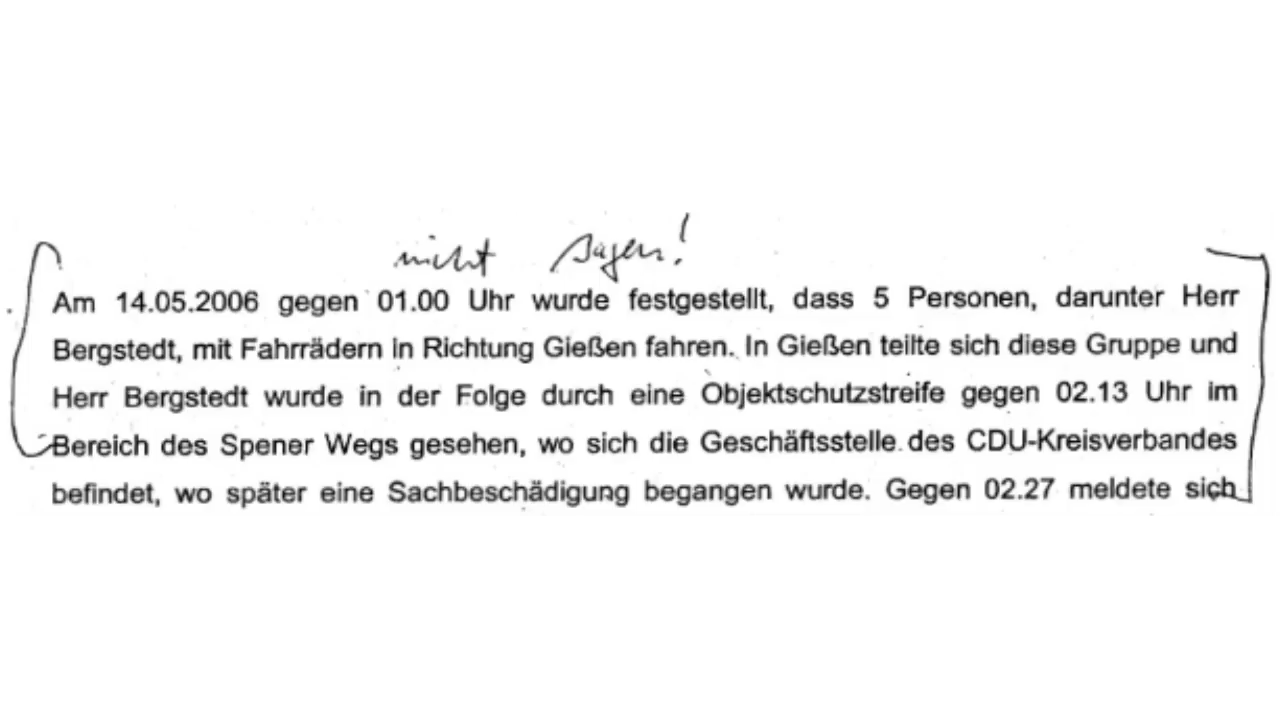 nicht sagen!
Am 14.05.2006 gegen 01.00 Uhr wurde festgestellt, dass 5 Personen, darunter Herr
Bergstedt, mit Fahrrädern in Richtung Gießen fahren. In Gießen teilte sich diese Gruppe und
Herr Bergstedt wurde in der Folge durch eine Objektschutzstreife gegen 02.13 Uhr im
Bereich des Spener Wegs gesehen, wo sich die Geschäftsstelle des CDU-Kreisverbandes
befindet, wo später eine Sachbeschädigung begangen wurde. Gegen 02.27 meldete sich